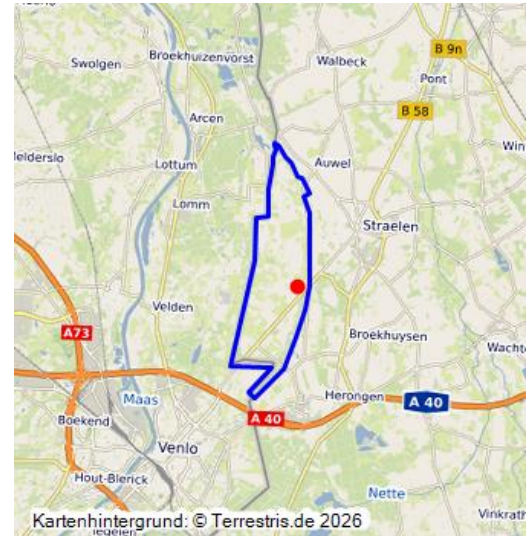 Swolgen
Broekhuizenvorst
Walbeck
B 9n
Pont
Arcen
B 58
Win
elderslo
Lottum
Auwel
Lomm
Straelen
Velden
A73
Broekhuysen
Wachte
Maas
Herongen
A 40
A 40
Boekend
Venlo
Hout-Blerick
Nette
Vinkrath
Tegelen
Kartenhintergrund: © Terrestris.de 2026